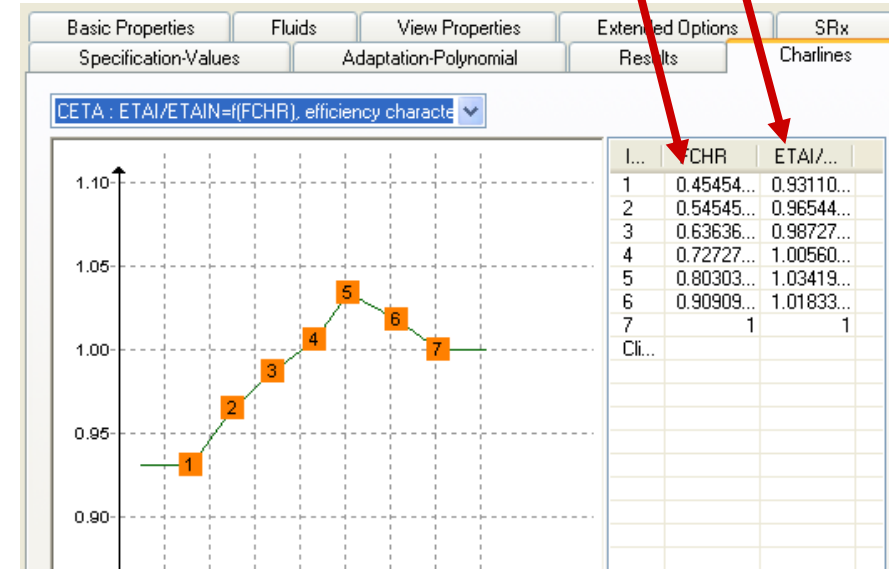 Basic Properties Fluids View Properties Extended Options SRx
Specification-Values Adaptation-Polynomial Results Charlines
CETA : ETAI/ETAIN=f(FCHR), efficiency characte
1.10
1.05
1.00
0.95
0.90
1
2
3
4
5
6
7
I... FCHR ETAI/...
1 0.45454... 0.93110...
2 0.54545... 0.96544...
3 0.63636... 0.98727...
4 0.72727... 1.00560...
5 0.80303... 1.03419...
6 0.90909... 1.01833...
7 1 1
Cli...